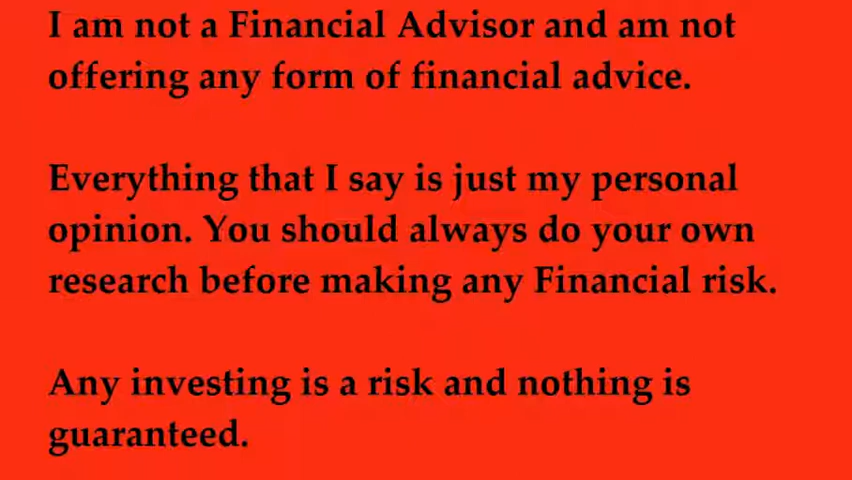 I am not a Financial Advisor and am not
offering any form of financial advice.
Everything that I say is just my personal
opinion. You should always do your own
research before making any Financial risk.
Any investing is a risk and nothing is
guaranteed.